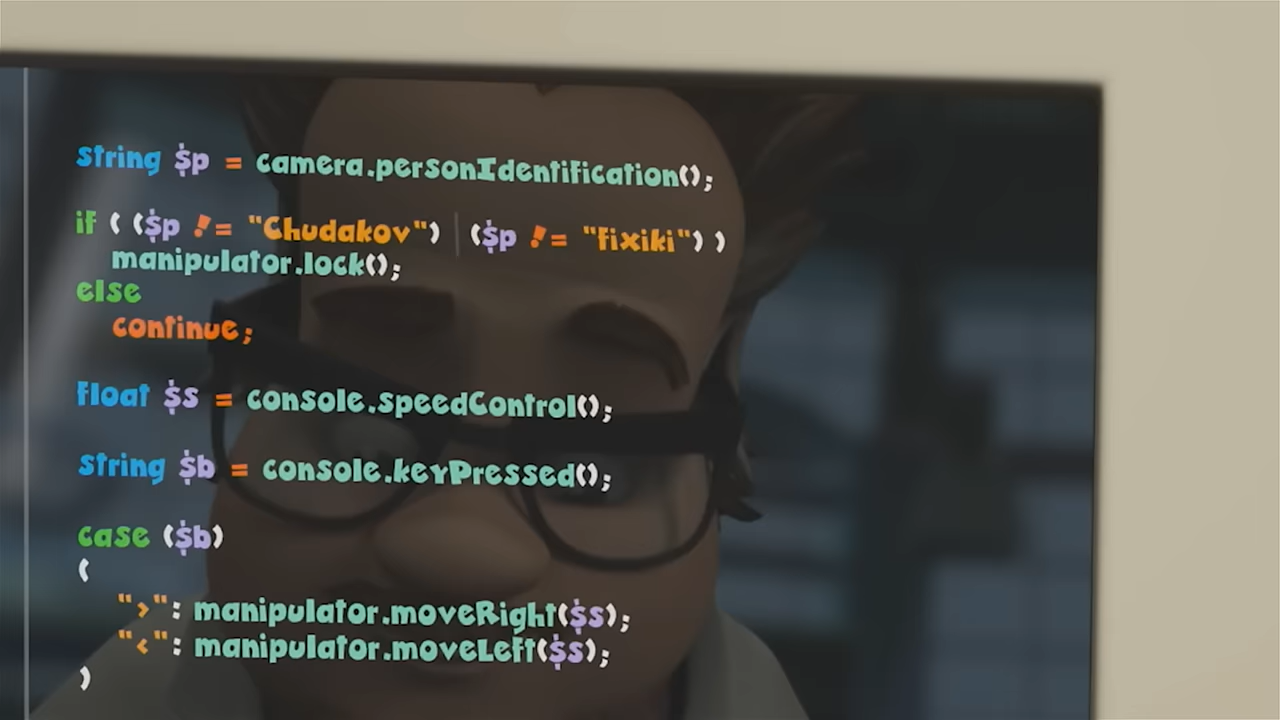 string $p = camera.personIdentification();
if ( ($p != "Chudakov") | ($p != "fixiki") )
manipulator.lock();
else
continue;
float $s = console.speedControl();
string $b = console.keyPressed();
case ($b)
(
">": manipulator.moveRight($s);
"<": manipulator.moveLeft($s);
)